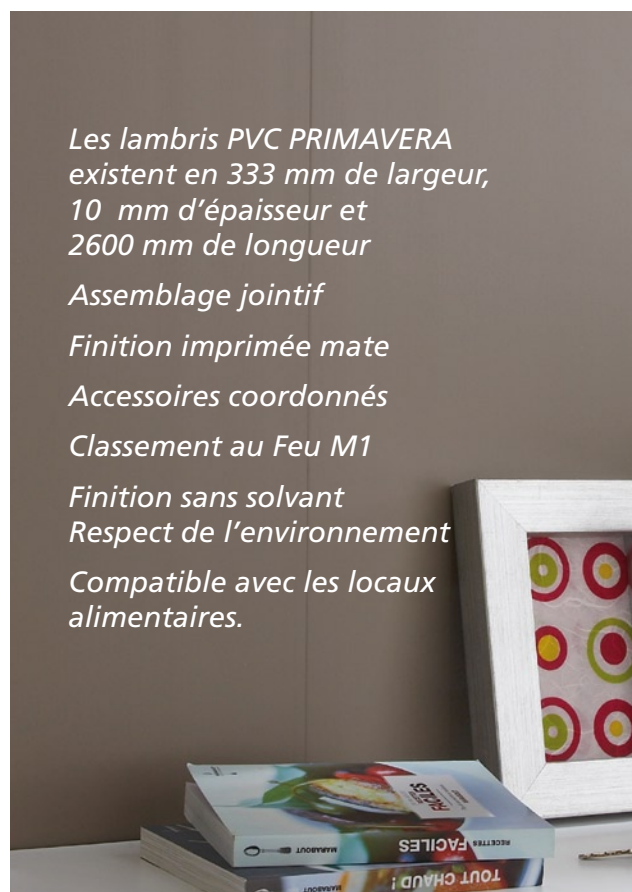 Les lambris PVC PRIMAVERA
existent en 333 mm de largeur,
10  mm d’épaisseur et
2600 mm de longueur
Assemblage jointif
Finition imprimée mate
Accessoires coordonnés
Classement au Feu M1
Finition sans solvant
Respect de l’environnement
Compatible avec les locaux
alimentaires.
FACILES
MARABOUT
RECETTES FACILES
MARABOUT
TOUT CHAUD !